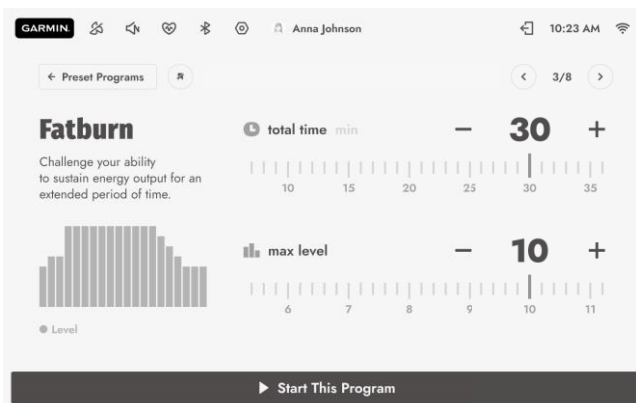 GARMIN.
Anna Johnson
10:23 AM
← Preset Programs
3/8
Fatburn
Challenge your ability
to sustain energy output for an
extended period of time.
Level
total time min
30
10 15 20 25 30 35
max level
10
6 7 8 9 10 11
Start This Program